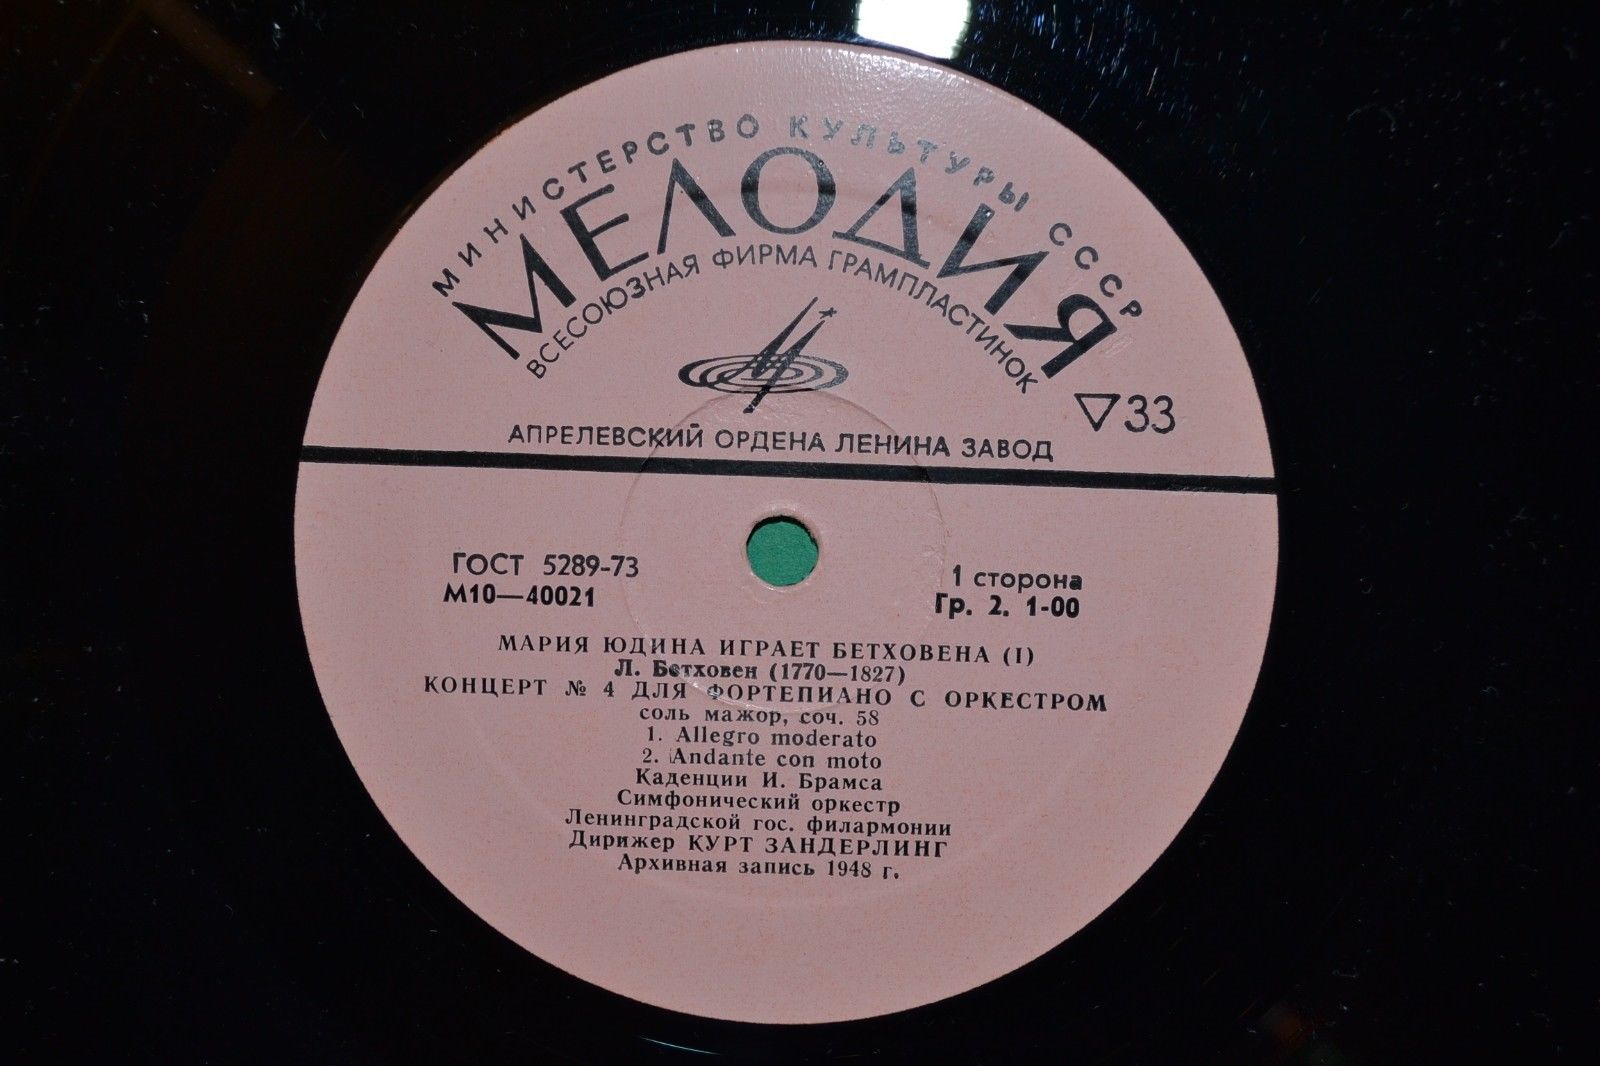 МИНИСТЕРСТВО КУЛЬТУРЫ СССР
МЕЛОДИЯ
ВСЕСОЮЗНАЯ ФИРМА ГРАМПЛАСТИНОК
▽33
АПРЕЛЕВСКИЙ ОРДЕНА ЛЕНИНА ЗАВОД
ГОСТ 5289-73
М10—40021
1 сторона
Гр. 2. 1-00
МАРИЯ ЮДИНА ИГРАЕТ БЕТХОВЕНА (I)
Л. Бетховен (1770—1827)
КОНЦЕРТ № 4 ДЛЯ ФОРТЕПИАНО С ОРКЕСТРОМ
соль мажор, соч. 58
1. Allegro moderato
2. Andante con moto
Каденции И. Брамса
Симфонический оркестр
Ленинградской гос. филармонии
Дирижер КУРТ ЗАНДЕРЛИНГ
Архивная запись 1948 г.